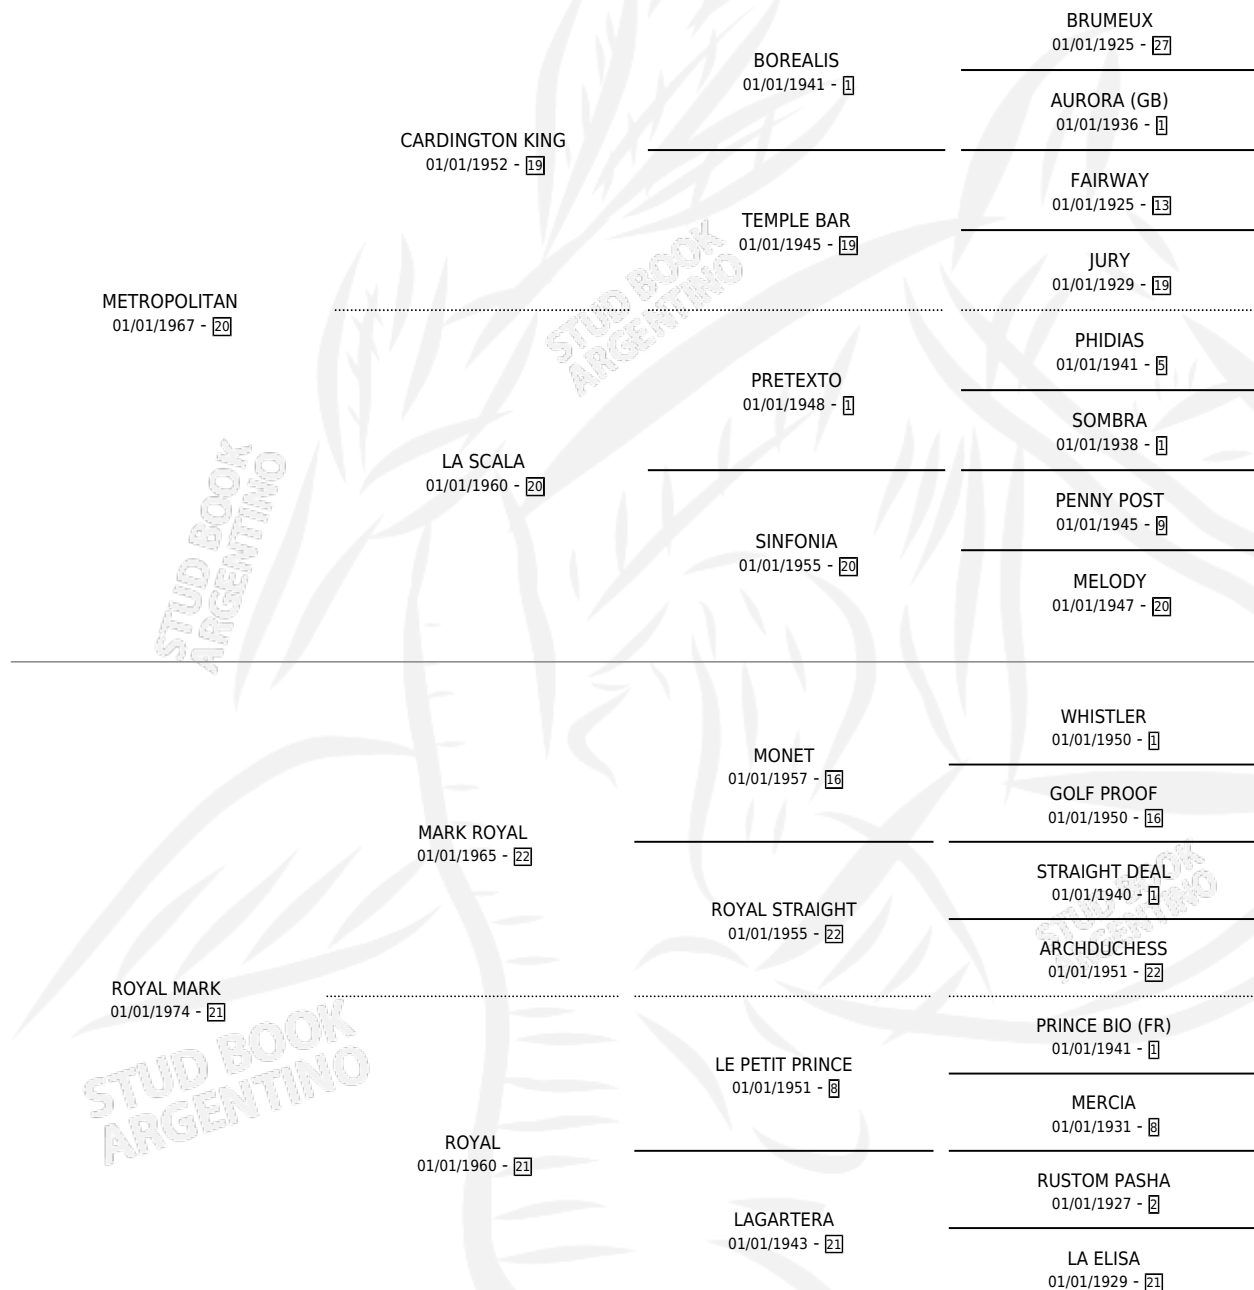 BRUMEUX
01/01/1925 - 27
BOREALIS
01/01/1941 - 1
AURORA (GB)
01/01/1936 - 1
CARDINGTON KING
01/01/1952 - 19
FAIRWAY
01/01/1925 - 13
TEMPLE BAR
01/01/1945 - 19
JURY
01/01/1929 - 19
METROPOLITAN
01/01/1967 - 20
STUD BOOK
ARGENTINO
PHIDIAS
01/01/1941 - 5
PRETEXTO
01/01/1948 - 1
SOMBRA
01/01/1938 - 1
LA SCALA
01/01/1960 - 20
PENNY POST
01/01/1945 - 9
SINFONIA
01/01/1955 - 20
MELODY
01/01/1947 - 20
STUD BOOK
ARGENTINO
WHISTLER
01/01/1950 - 1
MONET
01/01/1957 - 16
GOLF PROOF
01/01/1950 - 16
MARK ROYAL
01/01/1965 - 22
STRAIGHT DEAL
01/01/1940 - 1
ROYAL STRAIGHT
01/01/1955 - 22
STUD BOOK
ARGENTINO
ARCHDUCHESS
01/01/1951 - 22
ROYAL MARK
01/01/1974 - 21
PRINCE BIO (FR)
01/01/1941 - 1
LE PETIT PRINCE
01/01/1951 - 8
STUD BOOK
ARGENTINO
MERCIA
01/01/1931 - 8
ROYAL
01/01/1960 - 21
RUSTOM PASHA
01/01/1927 - 2
LAGARTERA
01/01/1943 - 21
LA ELISA
01/01/1929 - 21